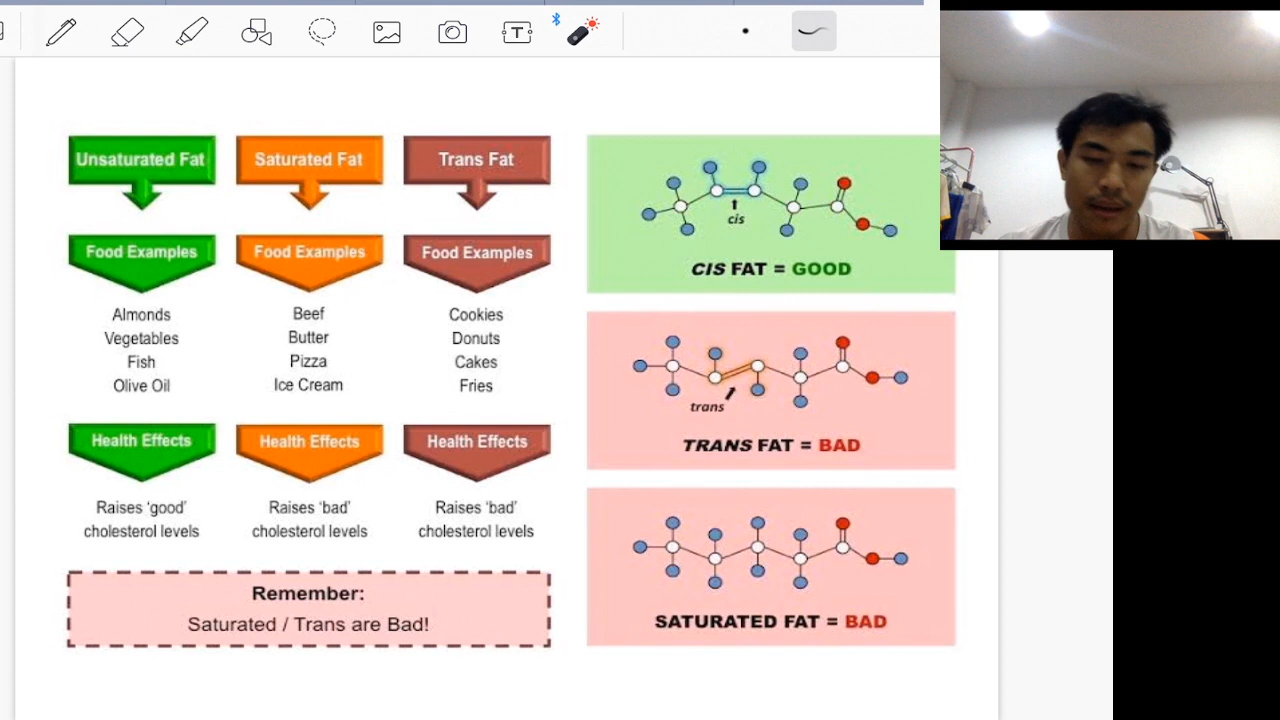 T
Unsaturated Fat
Food Examples
Almonds
Vegetables
Fish
Olive Oil
Health Effects
Raises ‘good’
cholesterol levels
Saturated Fat
Food Examples
Beef
Butter
Pizza
Ice Cream
Health Effects
Raises ‘bad’
cholesterol levels
Trans Fat
Food Examples
Cookies
Donuts
Cakes
Fries
Health Effects
Raises ‘bad’
cholesterol levels
Remember:
Saturated / Trans are Bad!
cis
CIS FAT = GOOD
trans
TRANS FAT = BAD
SATURATED FAT = BAD